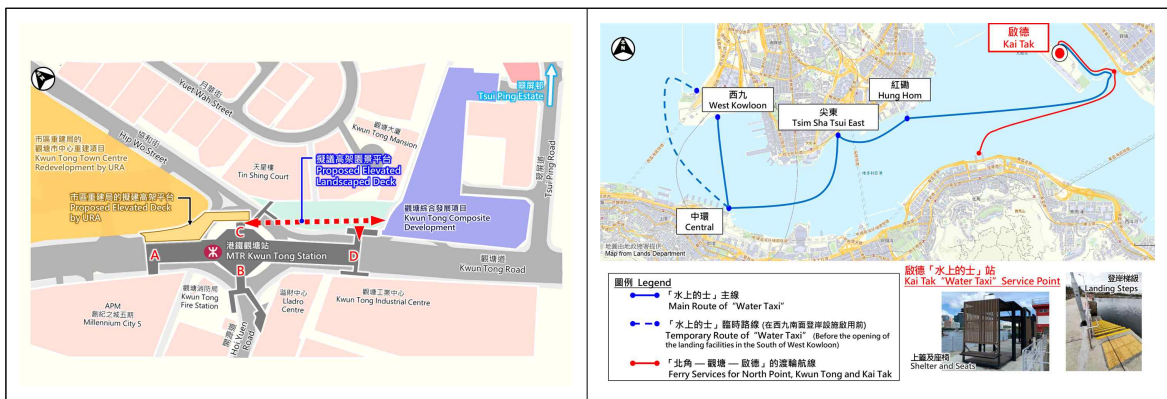 翠屏邨
Tsui Ping Estate
月華街
Yuet Wah Street
協和街
Hip Wo Street
市區重建局的
觀塘市中心重建項目
Kwun Tong Town Centre
Redevelopment by URA
觀塘大廈
Kwun Tong Mansion
天星樓
Tin Shing Court
擬議高架園景平台
Proposed Elevated
Landscaped Deck
翠屏道
Tsui Ping Road
市區重建局的擬建高架平台
Proposed Elevated Deck
by URA
觀塘綜合發展項目
Kwun Tong Composite
Development
A
B
C
D
港鐵觀塘站
MTR Kwun Tong Station
觀塘道
Kwun Tong Road
觀塘消防局
Kwun Tong
Fire Station
溢財中心
Lladro
Centre
觀塘工業中心
Kwun Tong Industrial Centre
APM
創紀之城五期
Millennium City 5
開源道
Hoi Yuen
Road
啟德
Kai Tak
西九
West Kowloon
紅磡
Hung Hom
尖東
Tsim Sha Tsui East
中環
Central
地圖由地政總署提供
Map from Lands Department
圖例 Legend
「水上的士」主線
Main Route of “Water Taxi”
「水上的士」臨時路線 (在西九南面登岸設施啟用前)
Temporary Route of “Water Taxi” (Before the opening of
the landing facilities in the South of West Kowloon)
「北角 — 觀塘 — 啟德」的渡輪航線
Ferry Services for North Point, Kwun Tong and Kai Tak
啟德「水上的士」站
Kai Tak “Water Taxi” Service Point
上蓋及座椅
Shelter and Seats
登岸梯級
Landing Steps